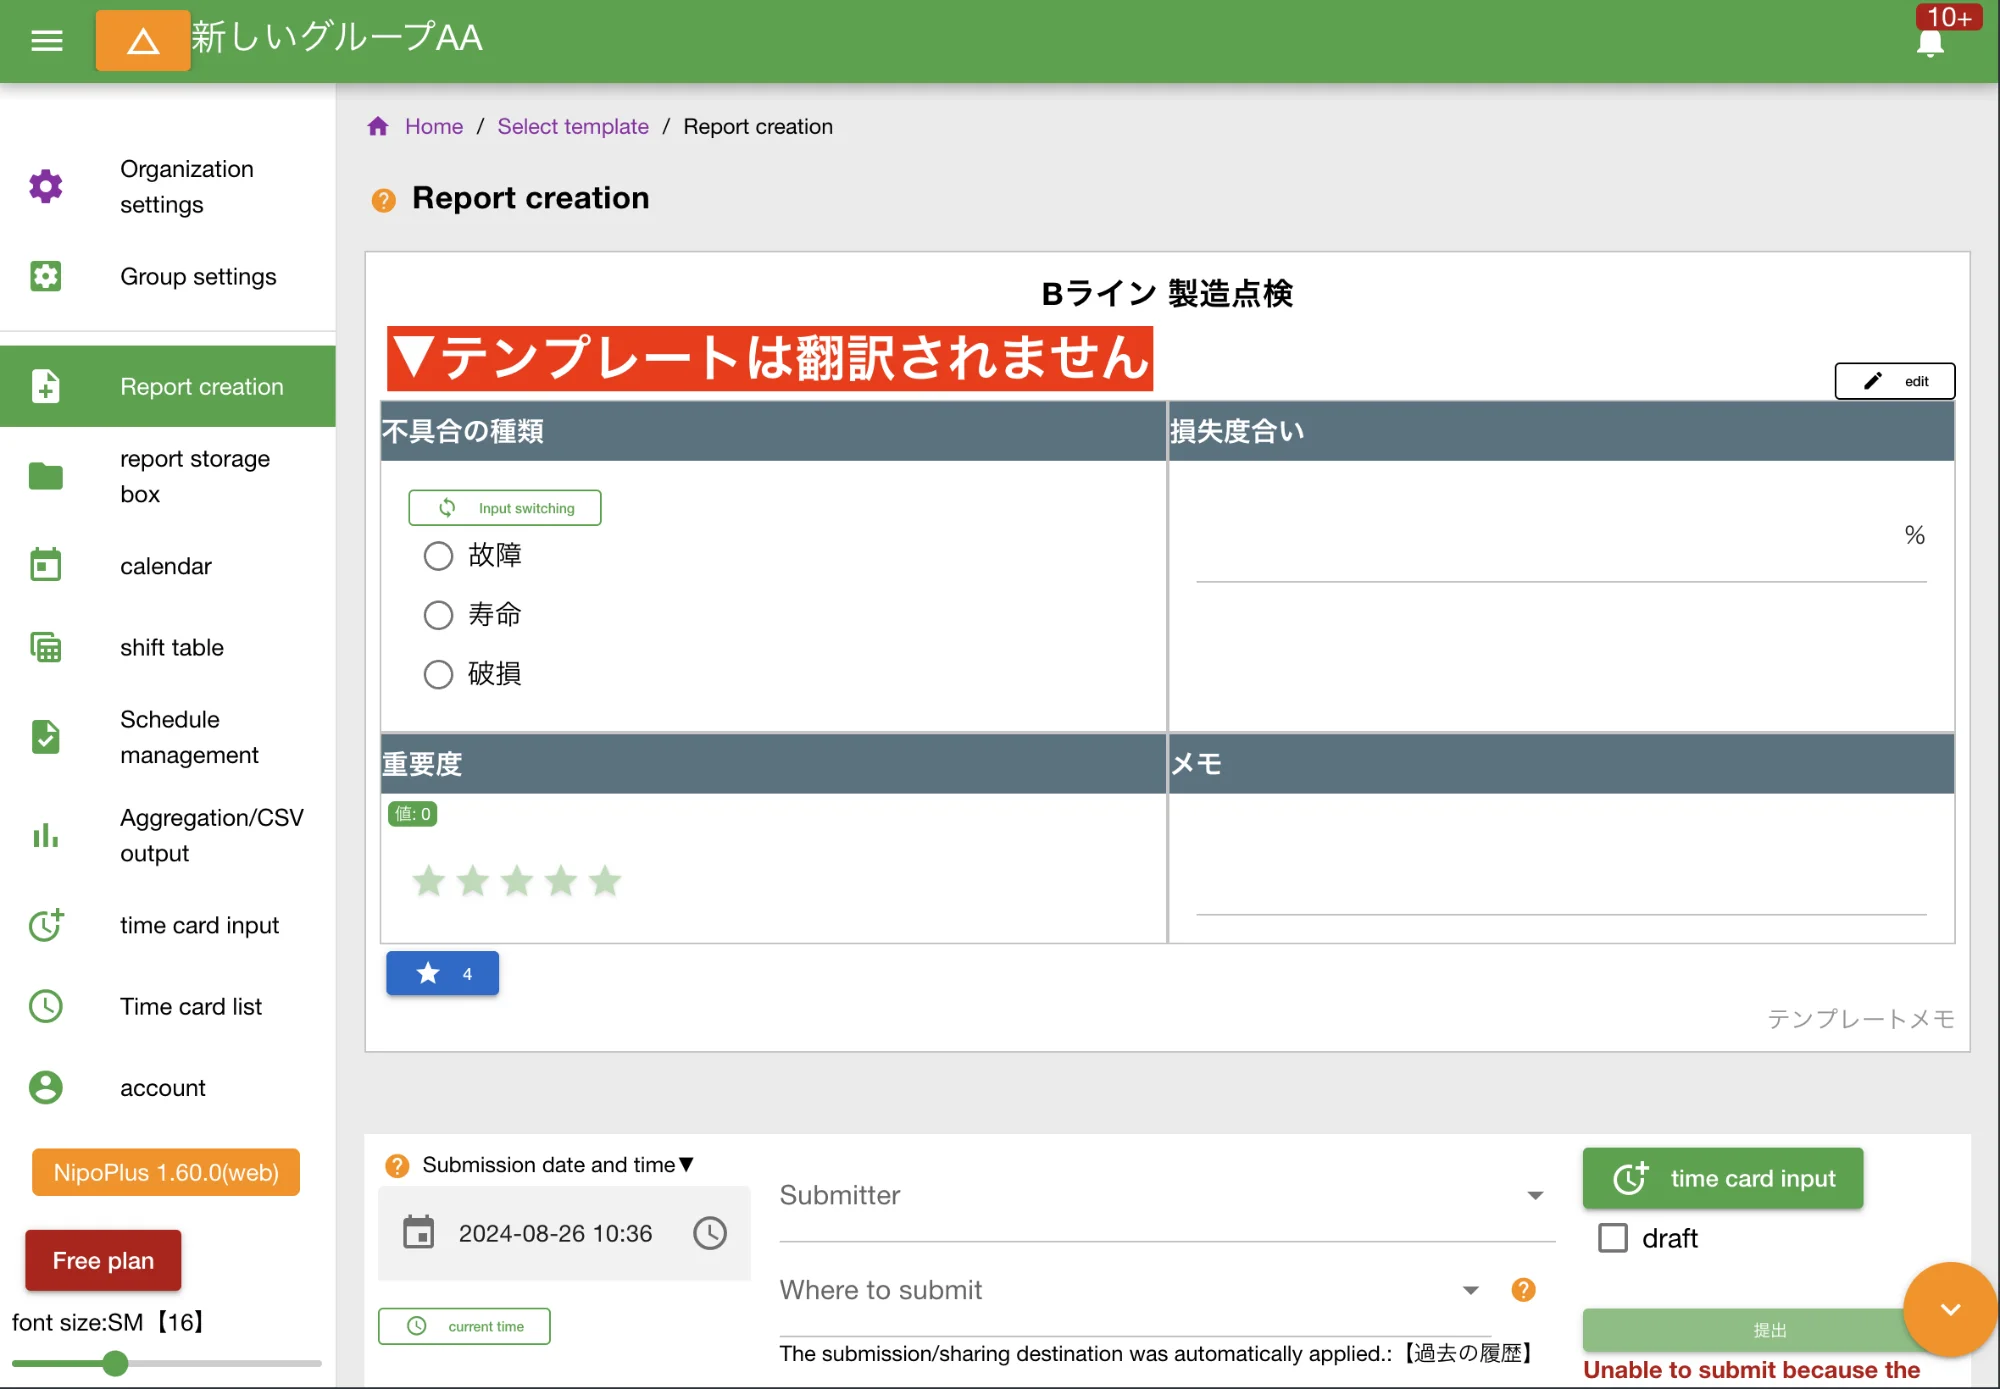 新しいグループAA
10+
Organization
settings
Group settings
Report creation
report storage
box
calendar
shift table
Schedule
management
Aggregation/CSV
output
time card input
Time card list
account
NipoPlus 1.60.0(web)
Free plan
font size:SM【16】
Home / Select template / Report creation
? Report creation
Bライン 製造点検
▼テンプレートは翻訳されません
edit
不具合の種類
損失度合い
Input switching
故障
寿命
破損
%
重要度
メモ
値: 0
4
テンプレートメモ
? Submission date and time▼
2024-08-26 10:36
current time
Submitter
Where to submit
?
The submission/sharing destination was automatically applied.:【過去の履歴】
time card input
draft
提出
Unable to submit because the